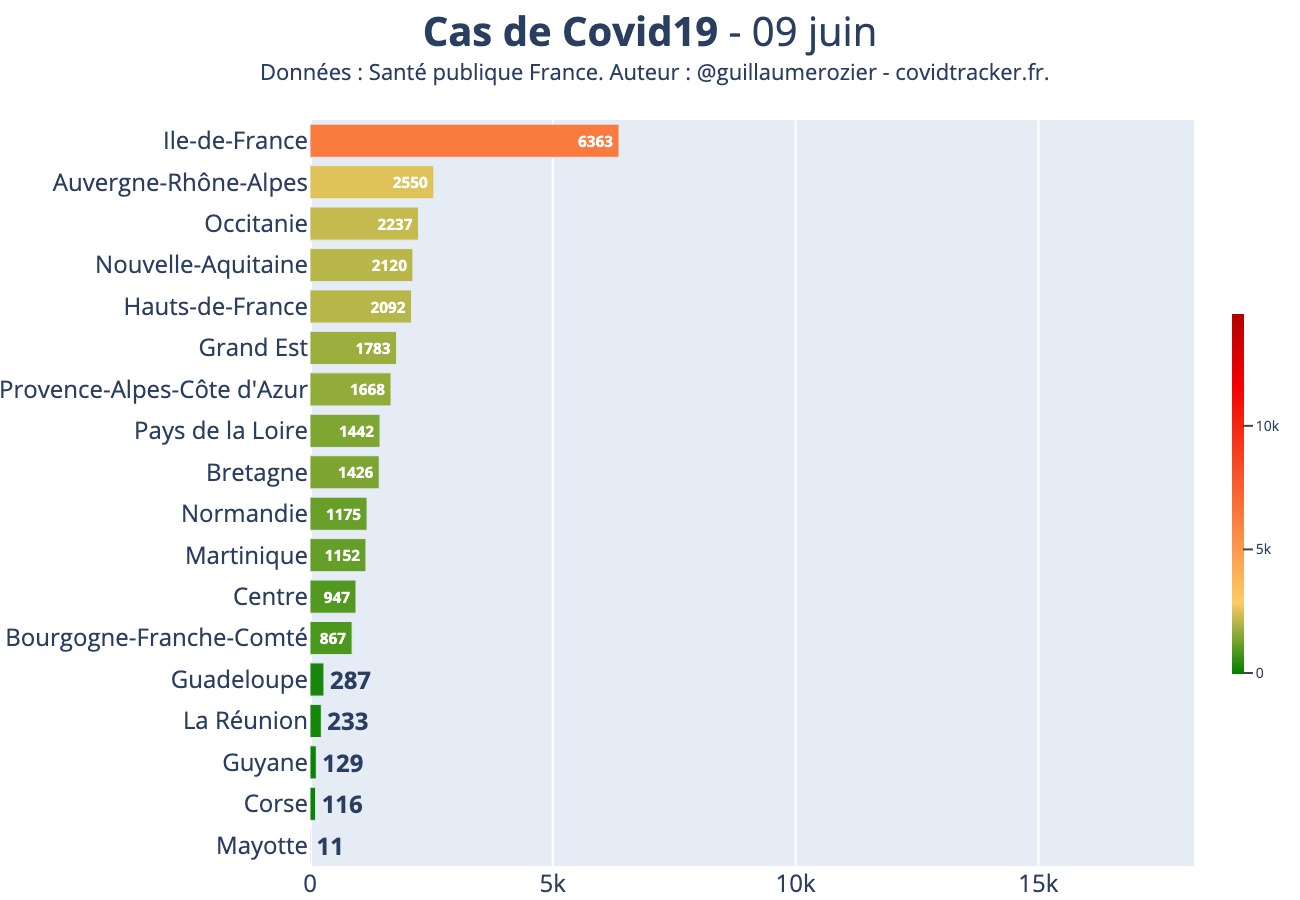 Cas de Covid19 - 09 juin
Données : Santé publique France. Auteur : @guillaumerozier - covidtracker.fr.
Ile-de-France 6363
Auvergne-Rhône-Alpes 2550
Occitanie 2237
Nouvelle-Aquitaine 2120
Hauts-de-France 2092
Grand Est 1783
Provence-Alpes-Côte d'Azur 1668
Pays de la Loire 1442
Bretagne 1426
Normandie 1175
Martinique 1152
Centre 947
Bourgogne-Franche-Comté 867
Guadeloupe 287
La Réunion 233
Guyane 129
Corse 116
Mayotte 11
0 5k 10k 15k
10k
5k
0